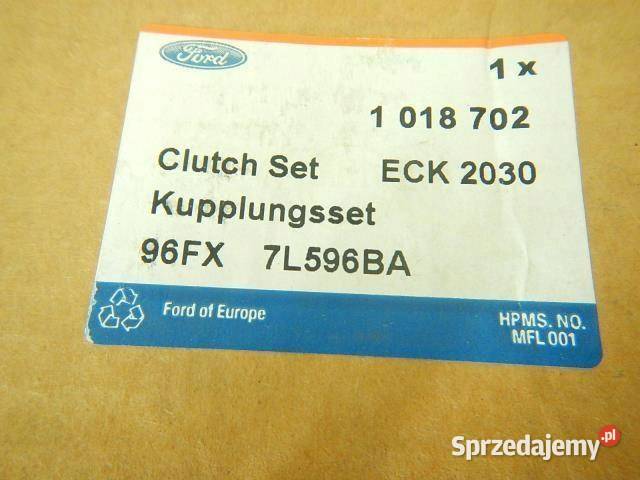 Ford
1 x
1 018 702
Clutch Set ECK 2030
Kupplungsset
96FX 7L596BA
Ford of Europe
HPMS. NO.
MFL 001
Sprzedajemy.pl